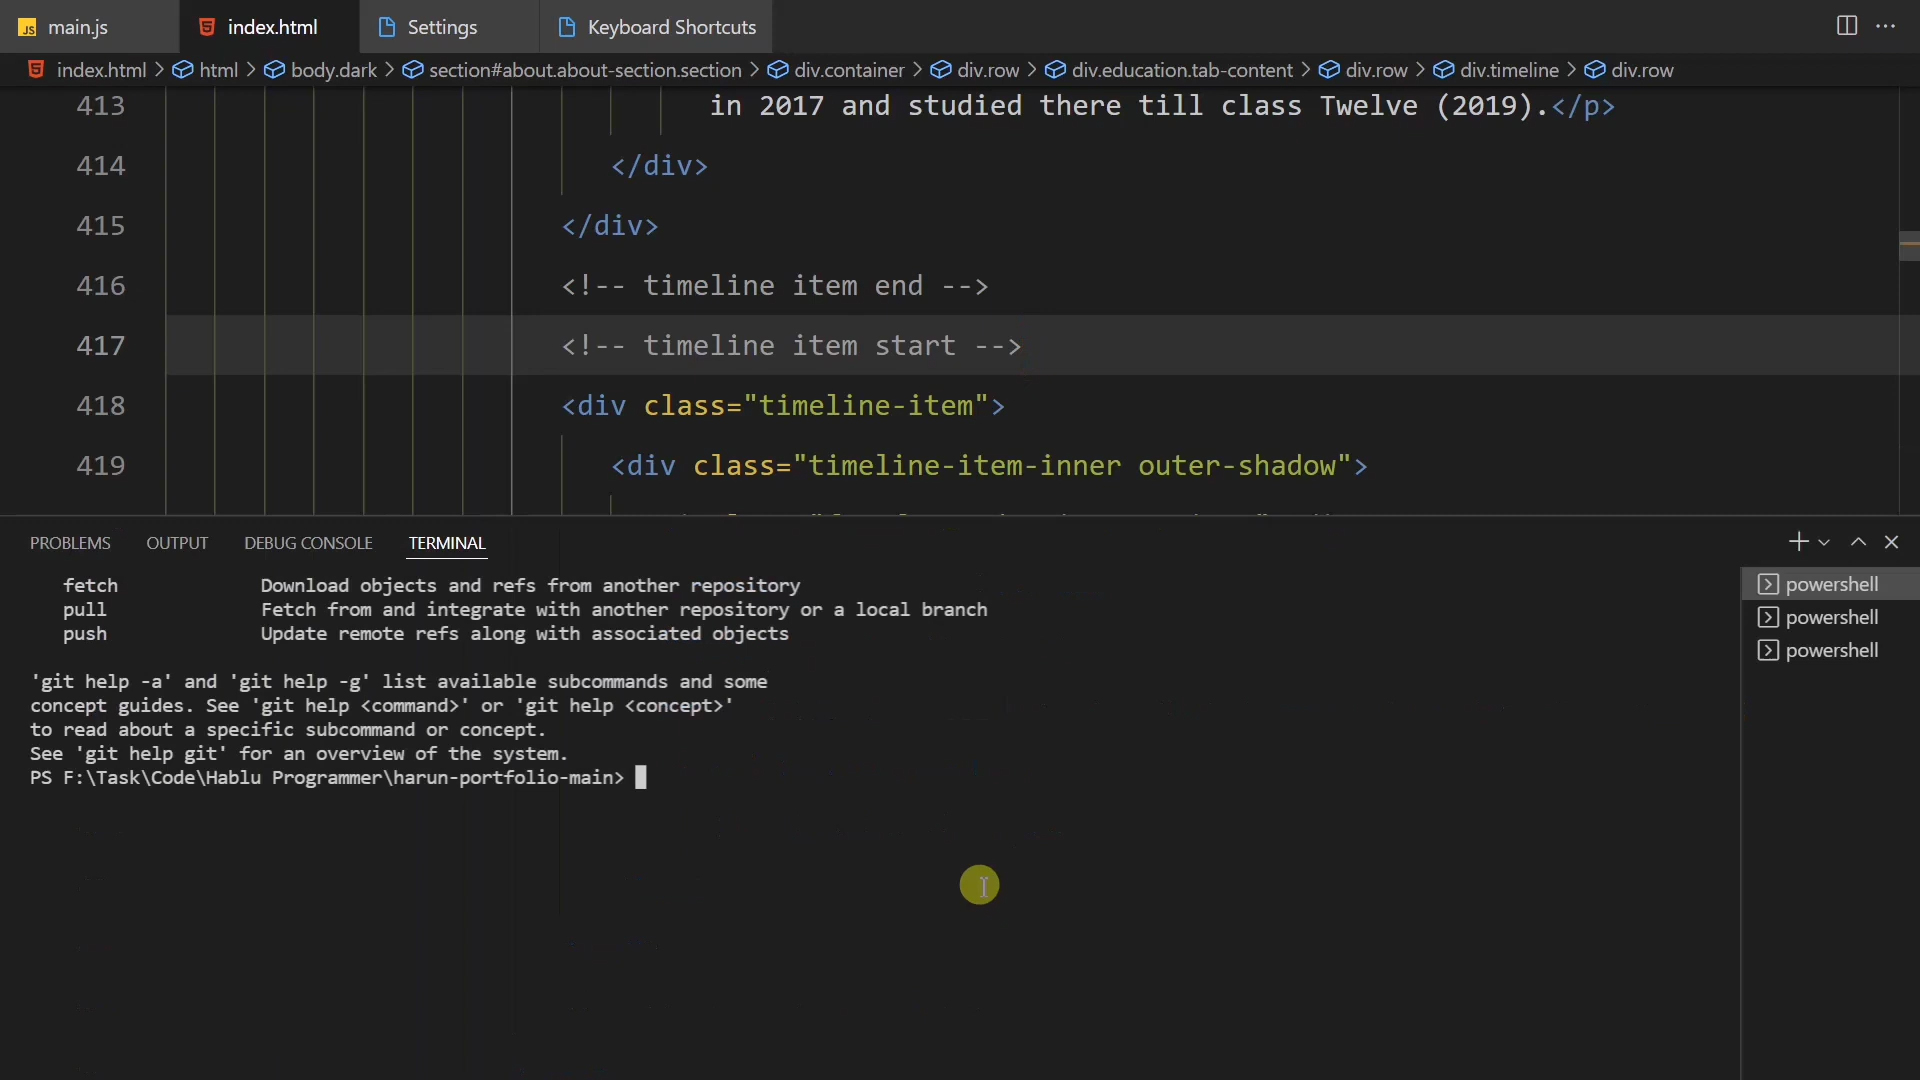 main.js index.html Settings Keyboard Shortcuts
index.html > html > body.dark > section#about.about-section.section > div.container > div.row > div.education.tab-content > div.row > div.timeline > div.row
413 in 2017 and studied there till class Twelve (2019).</p>
414 </div>
415 </div>
416 <!-- timeline item end -->
417 <!-- timeline item start -->
418 <div class="timeline-item">
419 <div class="timeline-item-inner outer-shadow">
PROBLEMS OUTPUT DEBUG CONSOLE TERMINAL
fetch Download objects and refs from another repository
pull Fetch from and integrate with another repository or a local branch
push Update remote refs along with associated objects
'git help -a' and 'git help -g' list available subcommands and some
concept guides. See 'git help <command>' or 'git help <concept>'
to read about a specific subcommand or concept.
See 'git help git' for an overview of the system.
PS F:\Task\Code\Hablu Programmer\harun-portfolio-main>
powershell
powershell
powershell